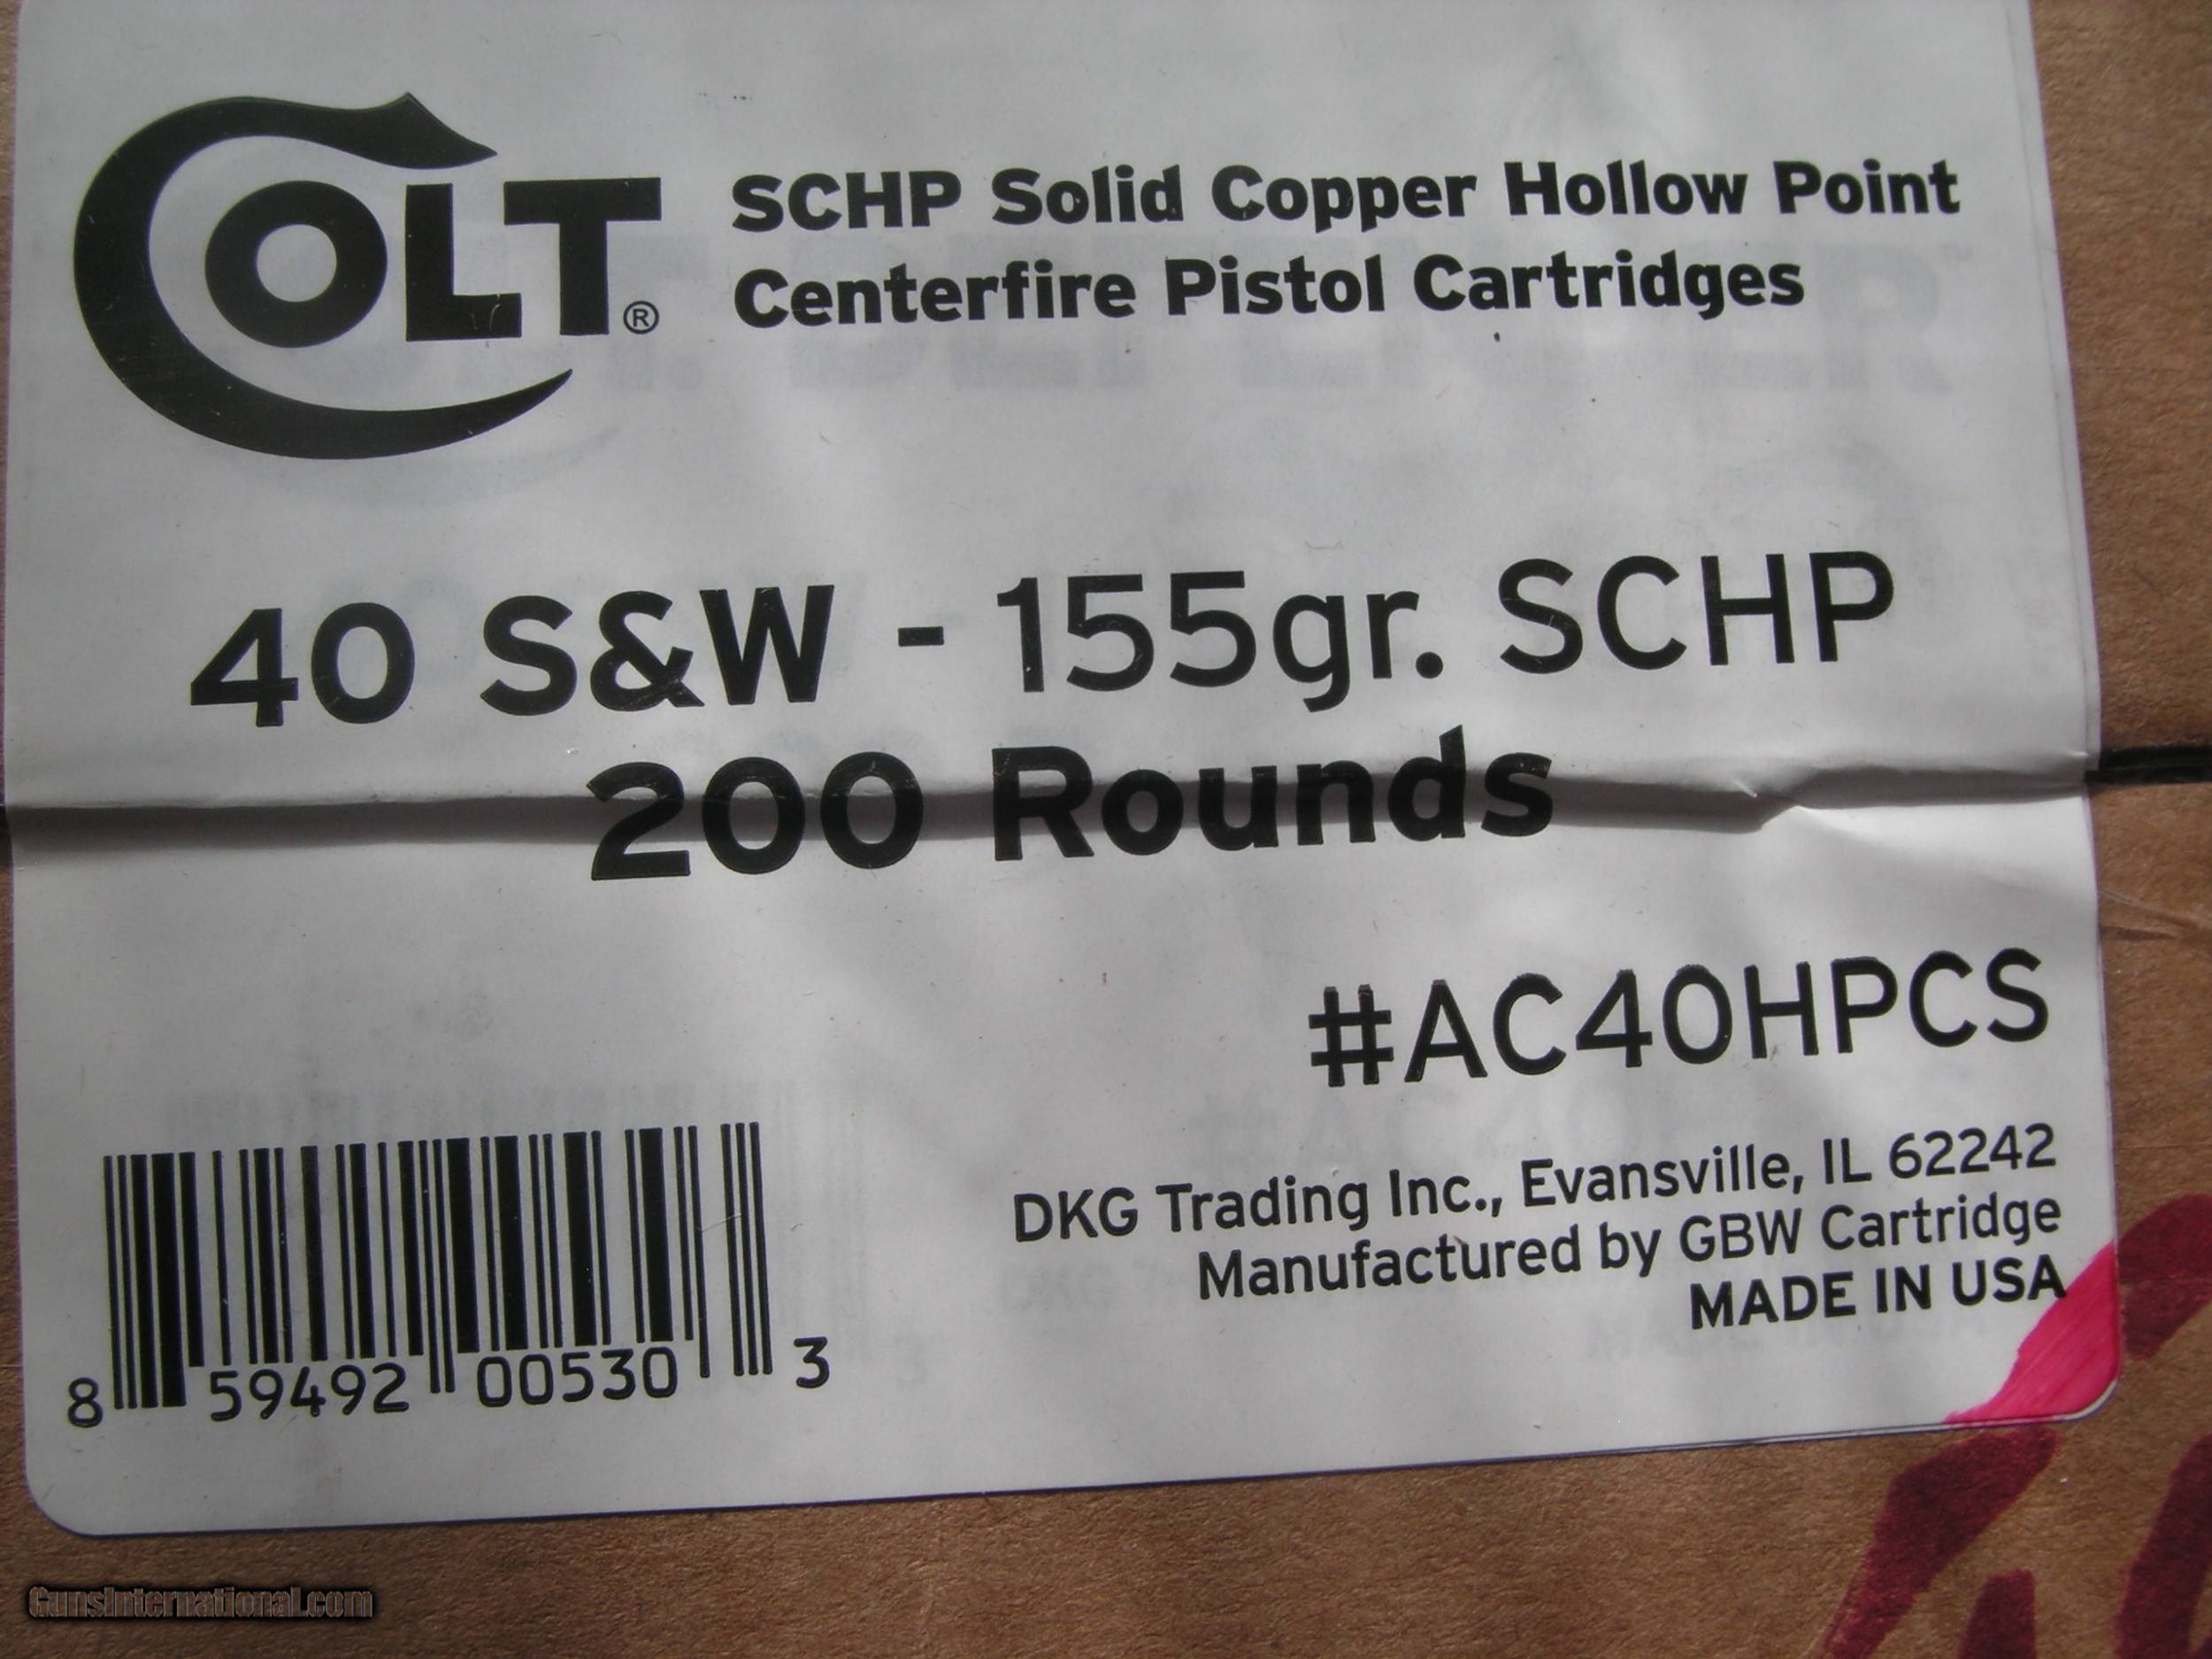 COLT®
SCHP Solid Copper Hollow Point
Centerfire Pistol Cartridges
40 S&W - 155gr. SCHP
200 Rounds
#AC40HPCS
DKG Trading Inc., Evansville, IL 62242
Manufactured by GBW Cartridge
MADE IN USA
8 59492 00530 3
GunsInternational.com